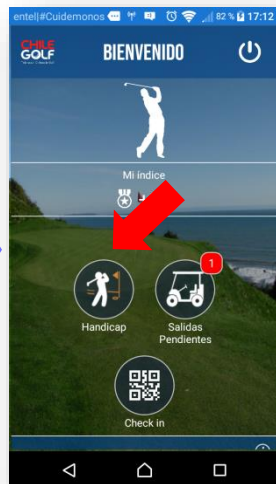 entel|#Cuidemonos 82 % 17:12
CHILE
GOLF
BIENVENIDO
Mi índice
1
Handicap
Salidas
Pendientes
Check in